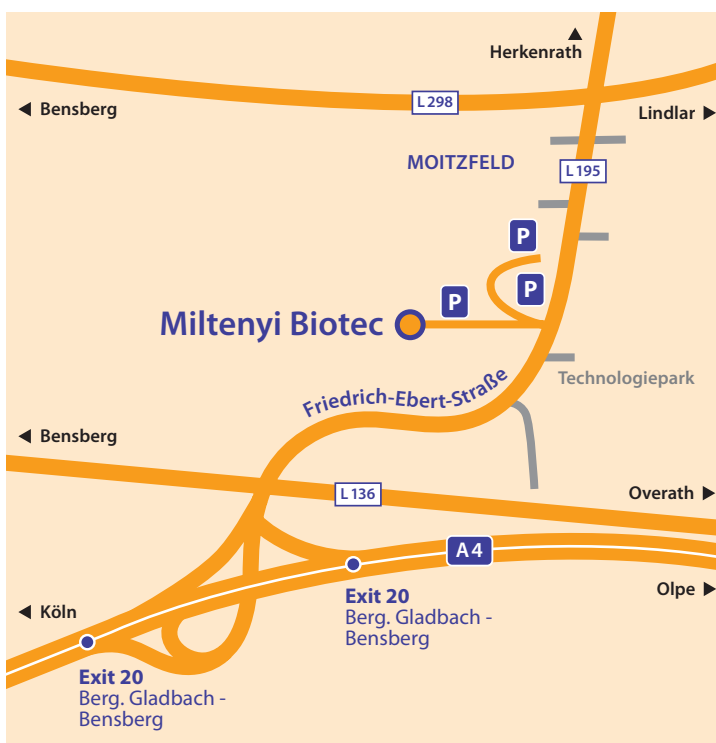 Herkenrath
Bensberg
L 298
Lindlar
MOITZFELD
L 195
P
P
P
Miltenyi Biotec
Technologiepark
Friedrich-Ebert-Straße
Bensberg
L 136
Overath
A 4
Olpe
Exit 20
Berg. Gladbach -
Bensberg
Köln
Exit 20
Berg. Gladbach -
Bensberg